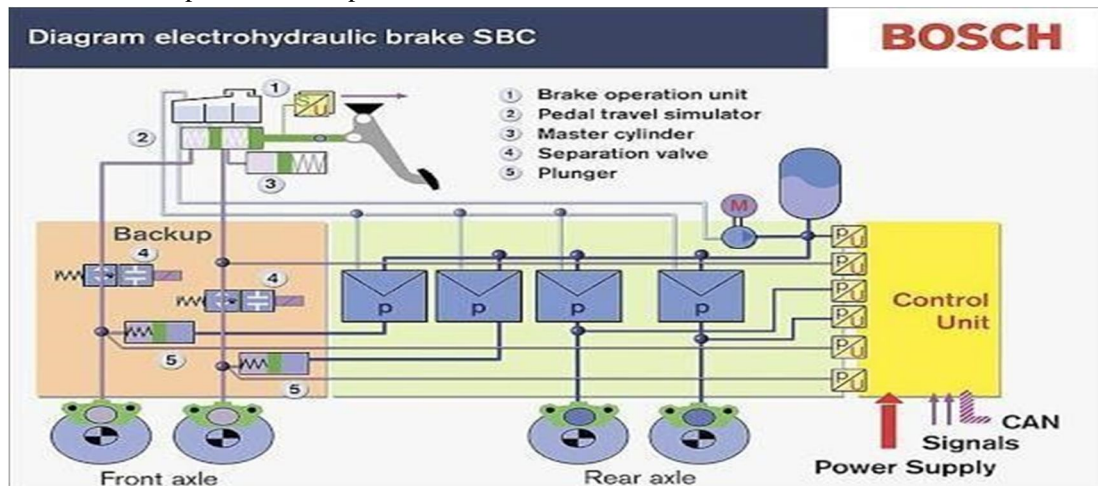 Diagram electrohydraulic brake SBC
BOSCH
1 Brake operation unit
2 Pedal travel simulator
3 Master cylinder
4 Separation valve
5 Plunger
1
S U
2
3
M
Backup
4
4
P U
P U
P U
P U
P U
P U
p
p
p
p
Control
Unit
5
5
CAN
Signals
Power Supply
Front axle
Rear axle